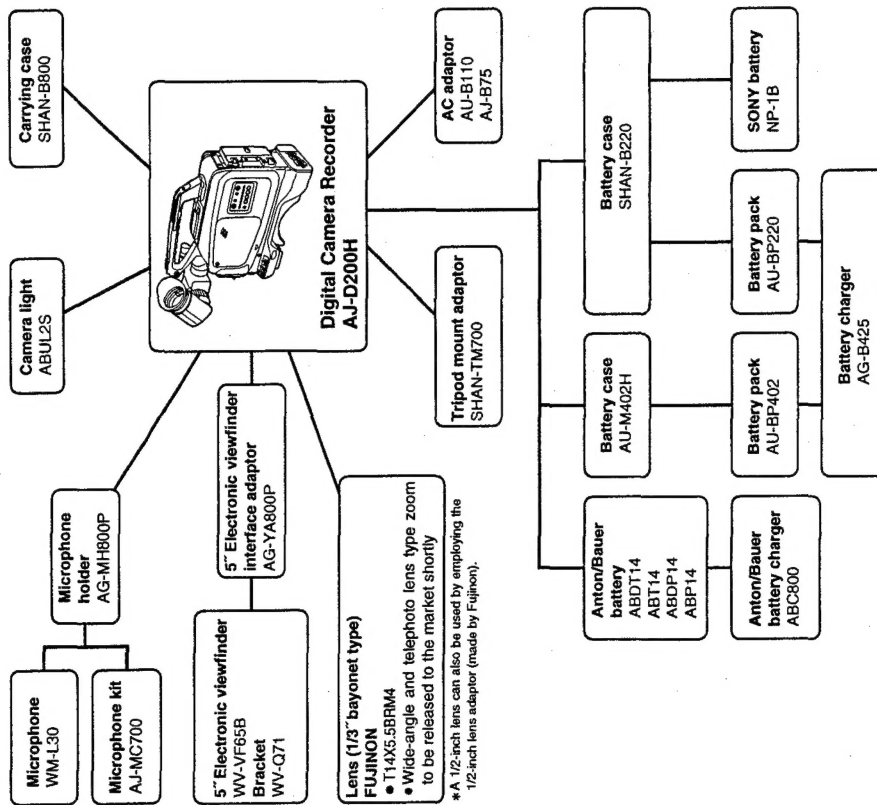 Microphone
WM-L30
Microphone kit
AJ-MC700
Microphone
holder
AG-MH800P
Camera light
ABUL2S
Carrying case
SHAN-B800
5˝ Electronic viewfinder
WV-VF65B
Bracket
WV-Q71
5˝ Electronic viewfinder
interface adaptor
AG-YA800P
Digital Camera Recorder
AJ-D200H
Lens (1/3˝ bayonet type)
FUJINON
● T14X5.5BRM4
● Wide-angle and telephoto lens type zoom
to be released to the market shortly
* A 1/2-inch lens can also be used by employing the
1/2-inch lens adaptor (made by Fujinon).
Tripod mount adaptor
SHAN-TM700
AC adaptor
AU-B110
AJ-B75
Anton/Bauer
battery
ABDT14
ABT14
ABDP14
ABP14
Battery case
AU-M402H
Battery case
SHAN-B220
Anton/Bauer
battery charger
ABC800
Battery pack
AU-BP402
Battery pack
AU-BP220
SONY battery
NP-1B
Battery charger
AG-B425